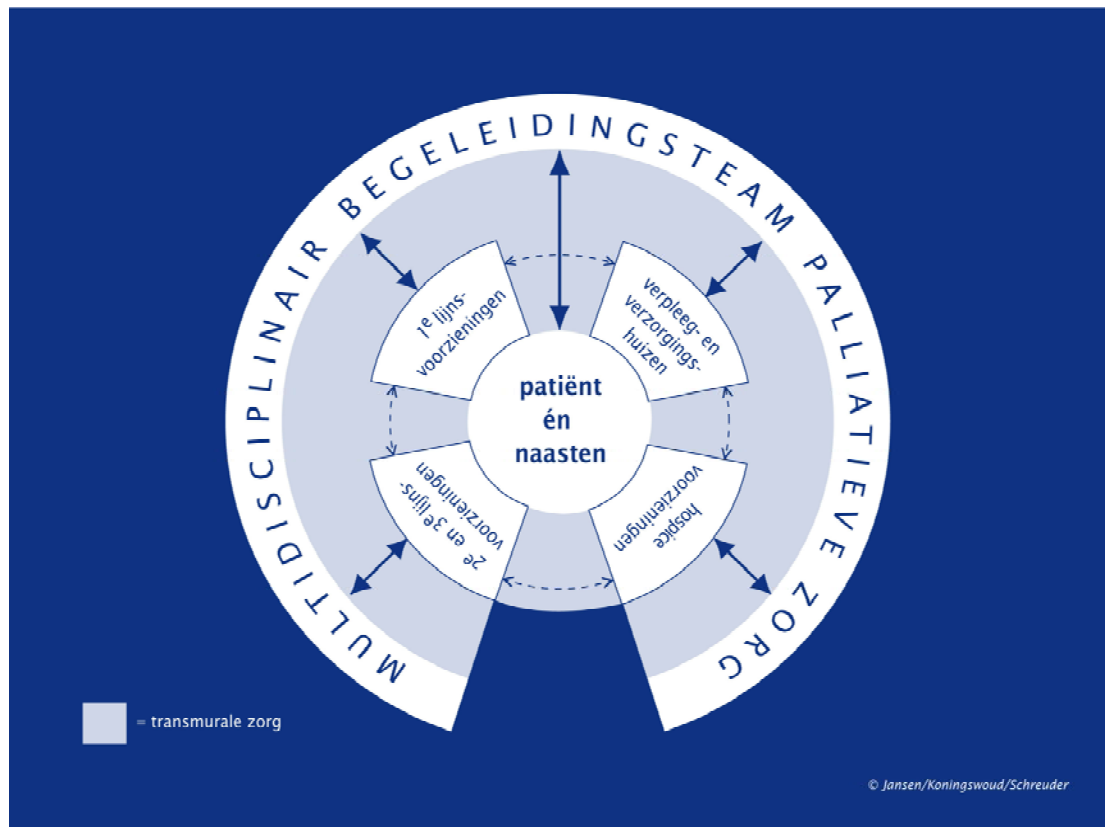 MULTIDISCIPLINAIR BEGELEIDINGSTEAM PALLIATIEVE ZORG
1e lijns-
voorzieningen
verpleeg- en
verzorgings-
huizen
patiënt
én
naasten
2e en 3e lijns-
voorzieningen
hospice
voorzieningen
= transmurale zorg
© Jansen/Koningswoud/Schreuder